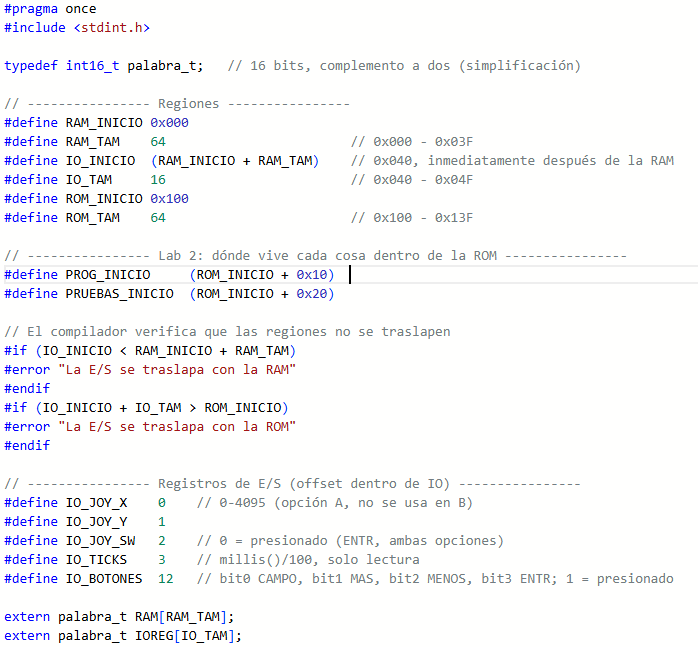 #pragma once
#include <stdint.h>
typedef int16_t palabra_t;   // 16 bits, complemento a dos (simplificación)
// ---------------- Regiones ----------------
#define RAM_INICIO 0x000
#define RAM_TAM    64                       // 0x000 - 0x03F
#define IO_INICIO  (RAM_INICIO + RAM_TAM)   // 0x040, inmediatamente después de la RAM
#define IO_TAM     16                       // 0x040 - 0x04F
#define ROM_INICIO 0x100
#define ROM_TAM    64                       // 0x100 - 0x13F
// ---------------- Lab 2: dónde vive cada cosa dentro de la ROM ----------------
#define PROG_INICIO     (ROM_INICIO + 0x10)
#define PRUEBAS_INICIO  (ROM_INICIO + 0x20)
// El compilador verifica que las regiones no se traslapen
#if (IO_INICIO < RAM_INICIO + RAM_TAM)
#error "La E/S se traslapa con la RAM"
#endif
#if (IO_INICIO + IO_TAM > ROM_INICIO)
#error "La E/S se traslapa con la ROM"
#endif
// ---------------- Registros de E/S (offset dentro de IO) ----------------
#define IO_JOY_X    0    // 0-4095 (opción A, no se usa en B)
#define IO_JOY_Y    1
#define IO_JOY_SW   2    // 0 = presionado (ENTR, ambas opciones)
#define IO_TICKS    3    // millis()/100, solo lectura
#define IO_BOTONES  12   // bit0 CAMPO, bit1 MAS, bit2 MENOS, bit3 ENTR; 1 = presionado
extern palabra_t RAM[RAM_TAM];
extern palabra_t IOREG[IO_TAM];